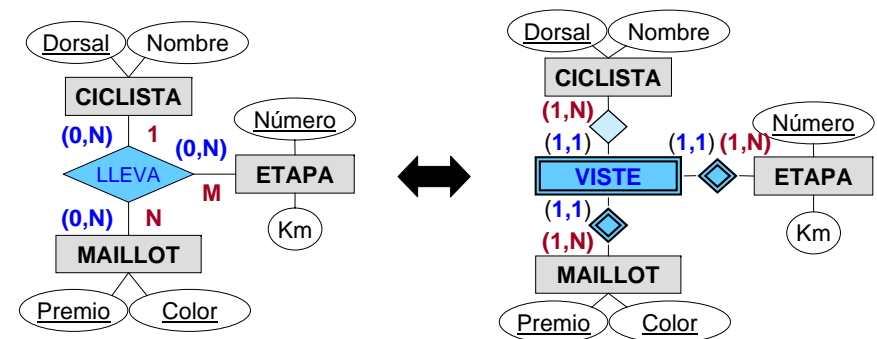 Dorsal Nombre
CICLISTA
(0,N) 1
(0,N)
Número
LLEVA
ETAPA
M
(0,N) N
Km
MAILLOT
Premio Color
Dorsal Nombre
CICLISTA
(1,N)
(1,1)
(1,1) (1,N)
Número
VISTE
ETAPA
(1,1)
(1,N)
Km
MAILLOT
Premio Color